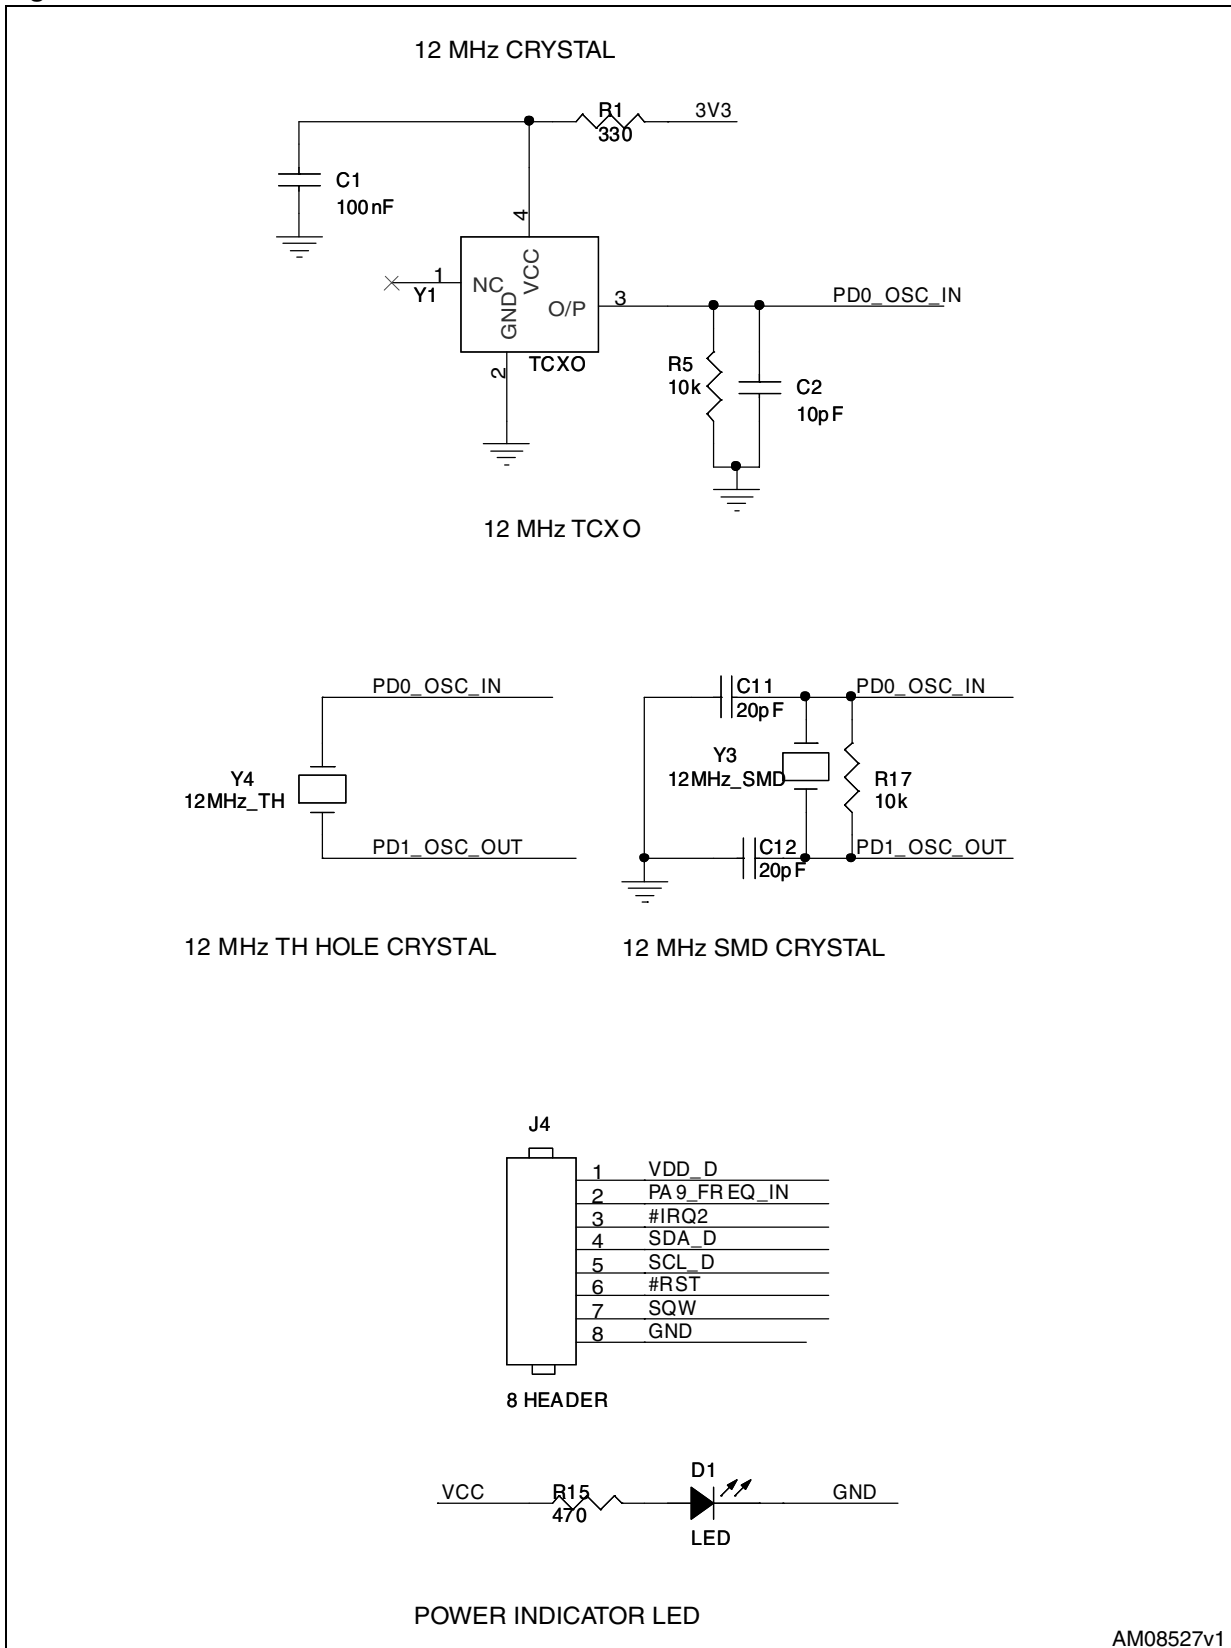 12 MHz CRYSTAL
R1
330
3V3
C1
100nF
4
1
Y1
NC
VCC
GND
O/P
3
PD0_OSC_IN
TCXO
2
R5
10k
C2
10pF
12 MHz TCXO
PD0_OSC_IN
Y4
12MHz_TH
PD1_OSC_OUT
C11
20pF
PD0_OSC_IN
Y3
12MHz_SMD
R17
10k
C12
20pF
PD1_OSC_OUT
12 MHz TH HOLE CRYSTAL
12 MHz SMD CRYSTAL
J4
1 VDD_D
2 PA9_FREQ_IN
3 #IRQ2
4 SDA_D
5 SCL_D
6 #RST
7 SQW
8 GND
8 HEADER
VCC
R15
470
D1
LED
GND
POWER INDICATOR LED
AM08527v1